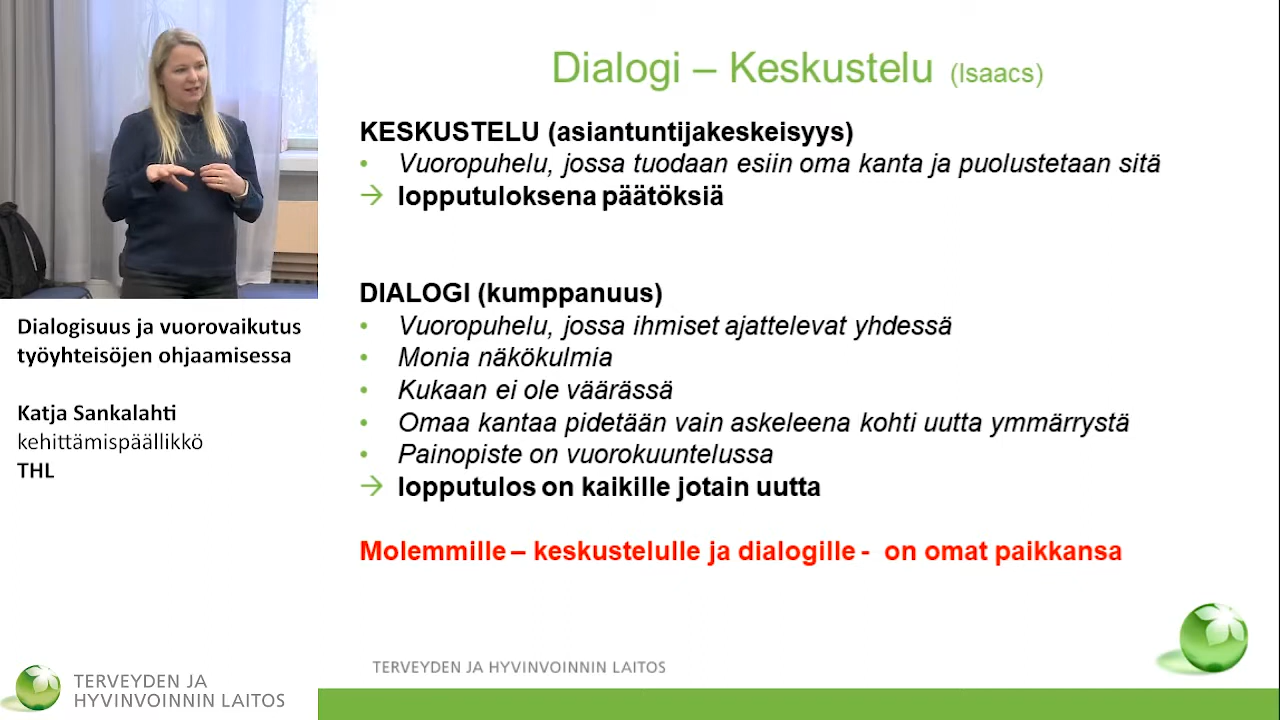 Dialogi – Keskustelu (Isaacs)
KESKUSTELU (asiantuntijakeskeisyys)
• Vuoropuhelu, jossa tuodaan esiin oma kanta ja puolustetaan sitä
→ lopputuloksena päätöksiä
DIALOGI (kumppanuus)
• Vuoropuhelu, jossa ihmiset ajattelevat yhdessä
• Monia näkökulmia
• Kukaan ei ole väärässä
• Omaa kantaa pidetään vain askeleena kohti uutta ymmärrystä
• Painopiste on vuorokuuntelussa
→ lopputulos on kaikille jotain uutta
Molemmille – keskustelulle ja dialogille - on omat paikkansa
TERVEYDEN JA HYVINVOINNIN LAITOS
Dialogisuus ja vuorovaikutus
työyhteisöjen ohjaamisessa
Katja Sankalahti
kehittämispäällikkö
THL
TERVEYDEN JA
HYVINVOINNIN LAITOS